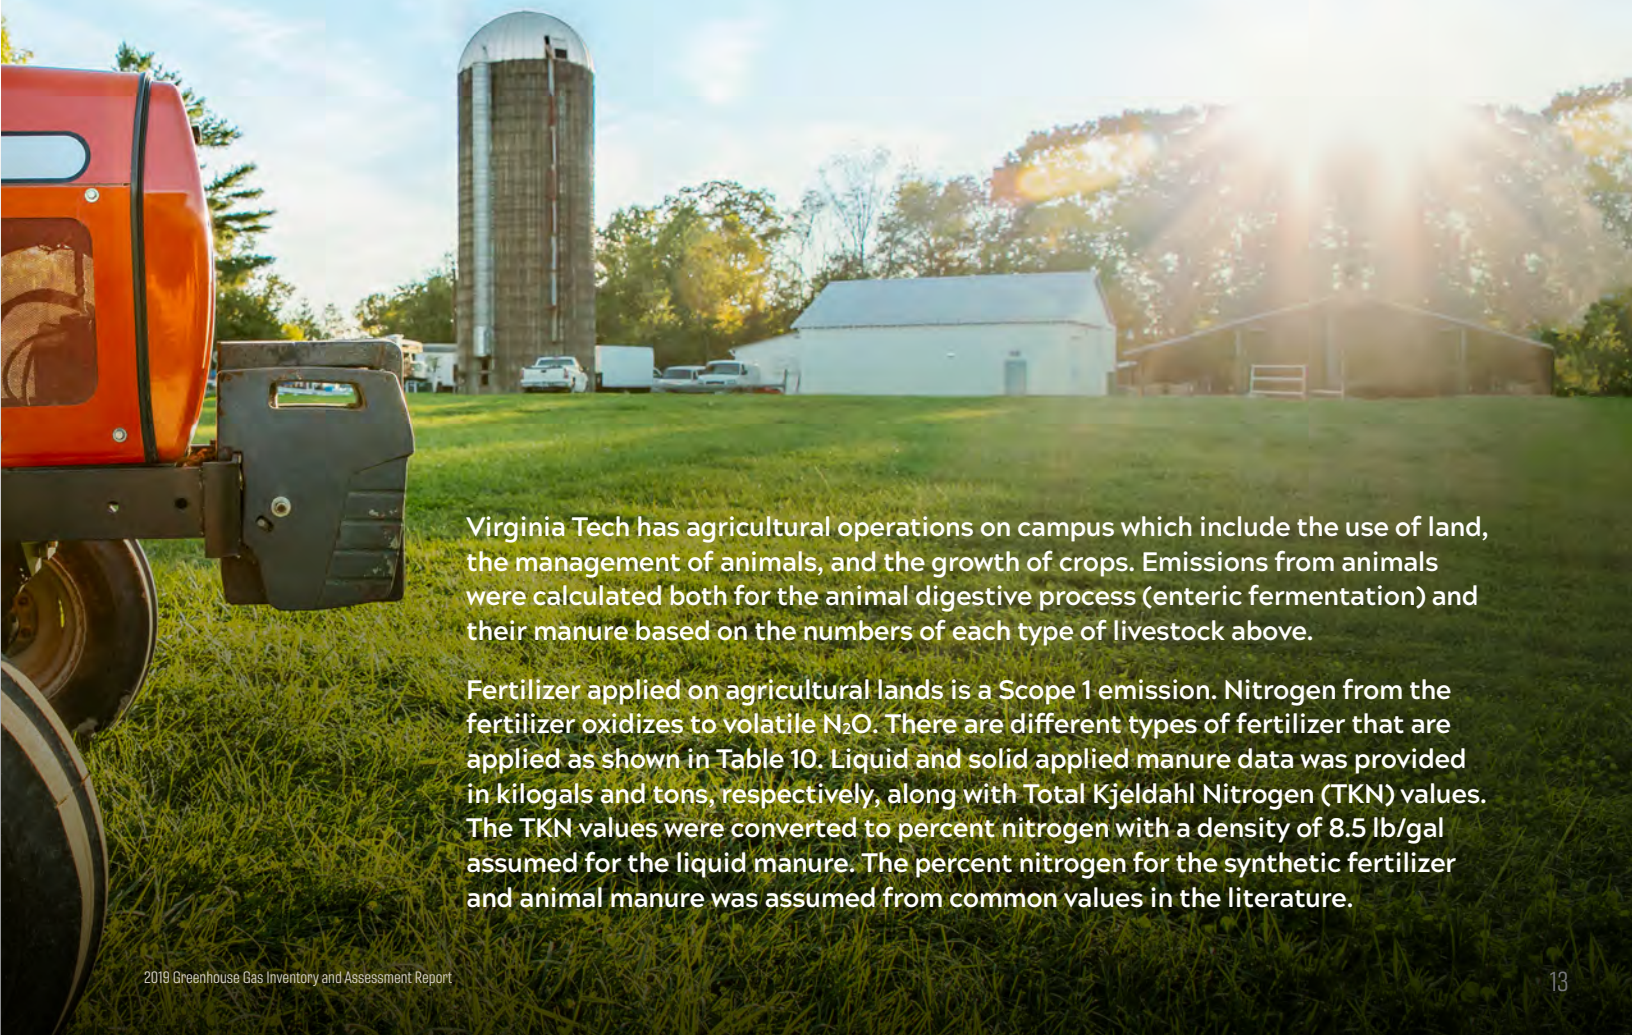 Virginia Tech has agricultural operations on campus which include the use of land,
the management of animals, and the growth of crops. Emissions from animals
were calculated both for the animal digestive process (enteric fermentation) and
their manure based on the numbers of each type of livestock above.
Fertilizer applied on agricultural lands is a Scope 1 emission. Nitrogen from the
fertilizer oxidizes to volatile N₂O. There are different types of fertilizer that are
applied as shown in Table 10. Liquid and solid applied manure data was provided
in kilogals and tons, respectively, along with Total Kjeldahl Nitrogen (TKN) values.
The TKN values were converted to percent nitrogen with a density of 8.5 lb/gal
assumed for the liquid manure. The percent nitrogen for the synthetic fertilizer
and animal manure was assumed from common values in the literature.
2019 Greenhouse Gas Inventory and Assessment Report
13